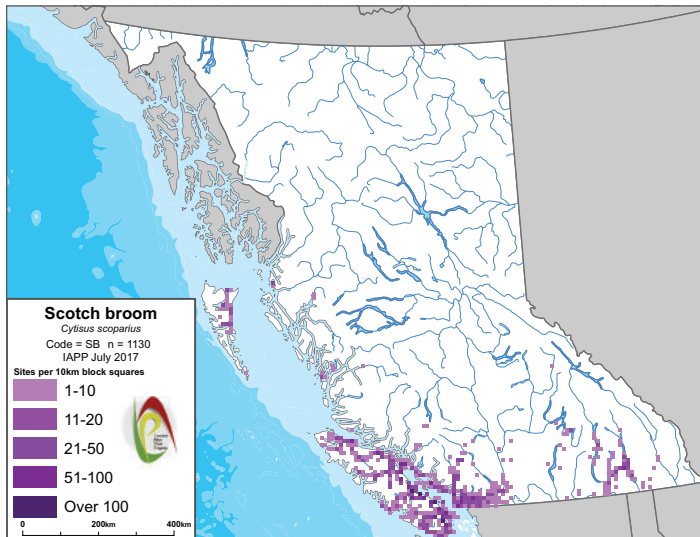 Scotch broom
Cytisus scoparius
Code = SB n = 1130
IAPP July 2017
Sites per 10km block squares
1-10
11-20
21-50
51-100
Over 100
0 200km 400km